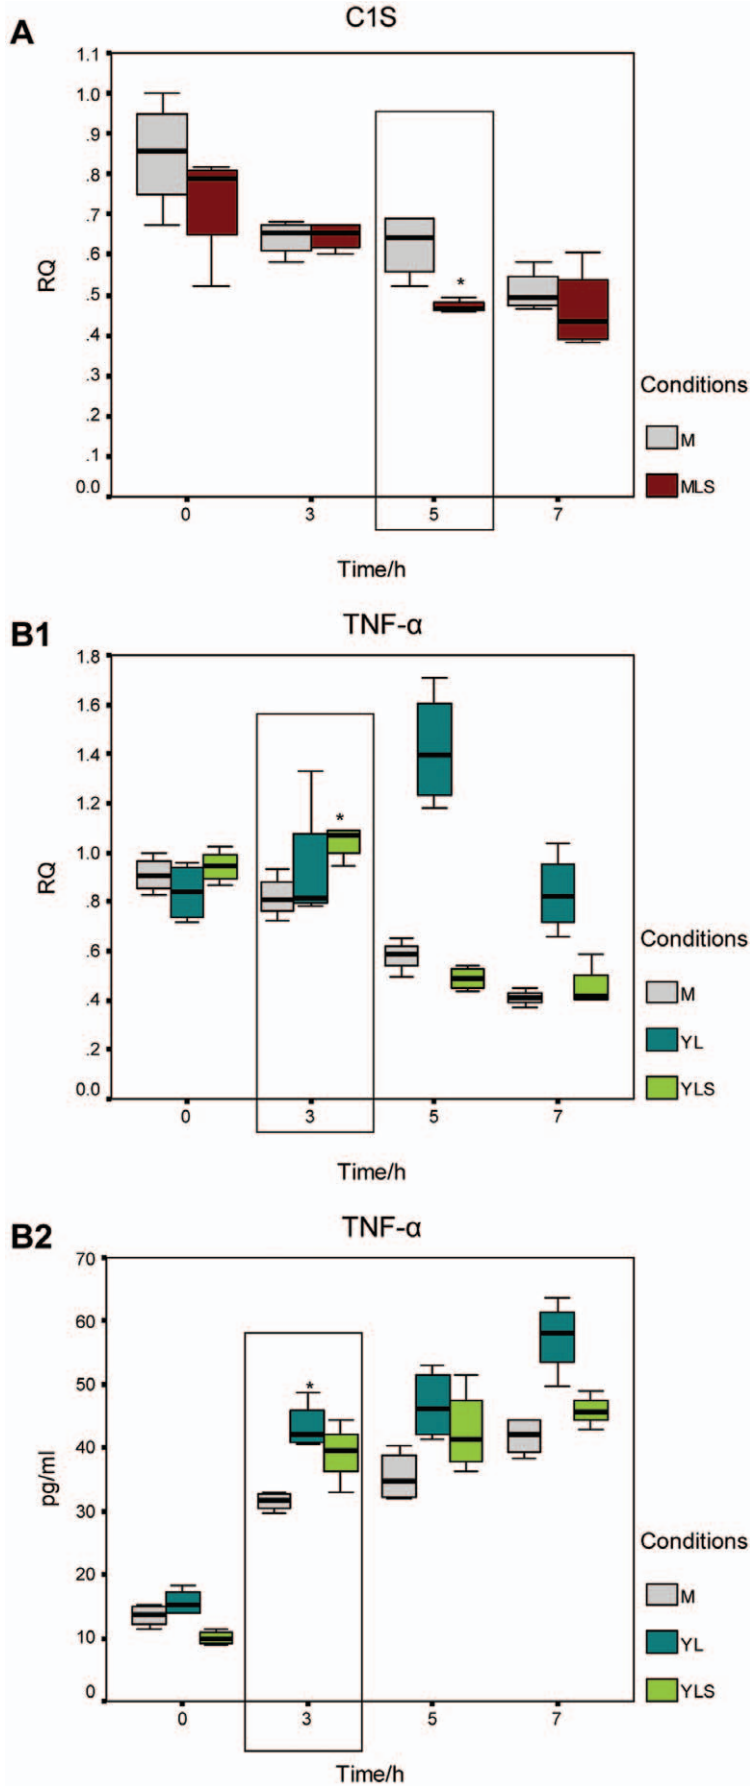 A
C1S
1.1
1.0
.9
.8
.7
.6
.5
.4
.3
.2
.1
0.0
RQ
*
0 3 5 7
Time/h
Conditions
M
MLS
B1
TNF-α
1.8
1.6
1.4
1.2
1.0
.8
.6
.4
.2
0.0
RQ
*
0 3 5 7
Time/h
Conditions
M
YL
YLS
B2
TNF-α
70
60
50
40
30
20
10
0
pg/ml
*
0 3 5 7
Time/h
Conditions
M
YL
YLS